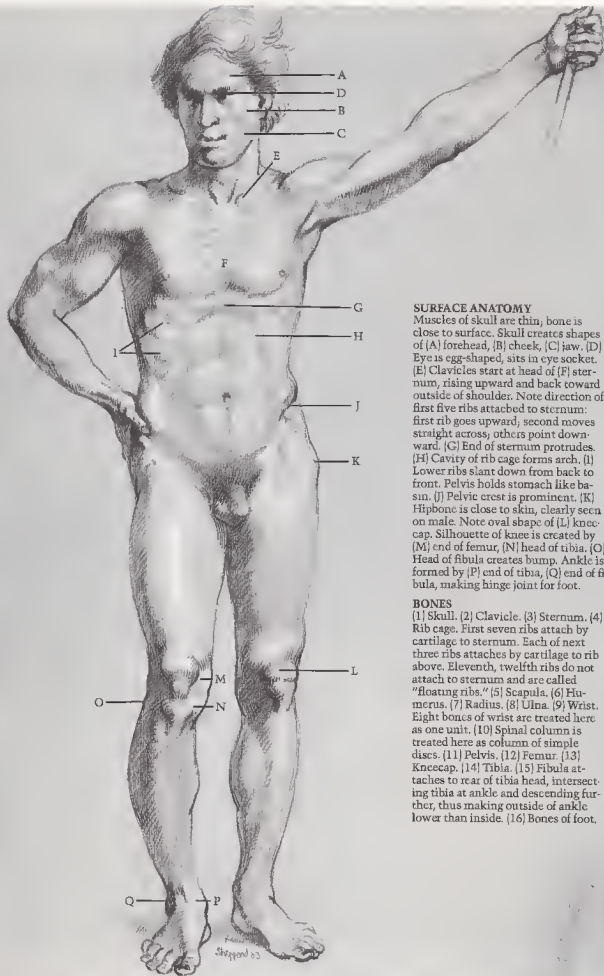 A
D
B
C
E
F
G
H
I
J
K
L
M
N
O
P
Q
Sheppard 83
SURFACE ANATOMY
Muscles of skull are thin; bone is
close to surface. Skull creates shapes
of (A) forehead, (B) cheek, (C) jaw. (D)
Eye is egg-shaped, sits in eye socket.
(E) Clavicles start at head of (F) ster-
num, rising upward and back toward
outside of shoulder. Note direction of
first five ribs attached to sternum:
first rib goes upward; second moves
straight across; others point down-
ward. (G) End of sternum protrudes.
(H) Cavity of rib cage forms arch. (I)
Lower ribs slant down from back to
front. Pelvis holds stomach like ba-
sin. (J) Pelvic crest is prominent. (K)
Hipbone is close to skin, clearly seen
on male. Note oval shape of (L) knee-
cap. Silhouette of knee is created by
(M) end of femur, (N) head of tibia. (O)
Head of fibula creates bump. Ankle is
formed by (P) end of tibia, (Q) end of fi-
bula, making hinge joint for foot.
BONES
(1) Skull. (2) Clavicle. (3) Sternum. (4)
Rib cage. First seven ribs attach by
cartilage to sternum. Each of next
three ribs attaches by cartilage to rib
above. Eleventh, twelfth ribs do not
attach to sternum and are called
"floating ribs." (5) Scapula. (6) Hu-
merus. (7) Radius. (8) Ulna. (9) Wrist.
Eight bones of wrist are treated here
as one unit. (10) Spinal column is
treated here as column of simple
discs. (11) Pelvis. (12) Femur. (13)
Kneecap. (14) Tibia. (15) Fibula at-
taches to rear of tibia head, intersect-
ing tibia at ankle and descending fur-
ther, thus making outside of ankle
lower than inside. (16) Bones of foot.